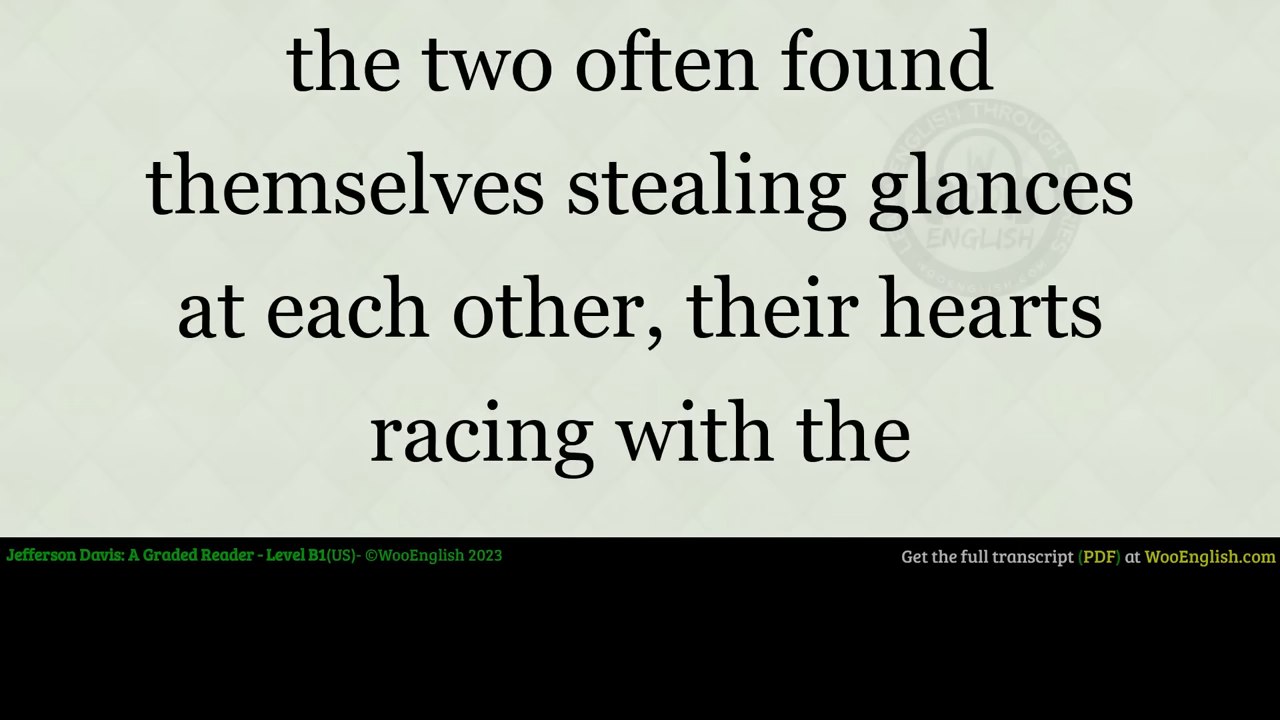 the two often found
themselves stealing glances
at each other, their hearts
racing with the
ENGLISH
Jefferson Davis: A Graded Reader - Level B1(US)- ©WooEnglish 2023
Get the full transcript (PDF) at WooEnglish.com